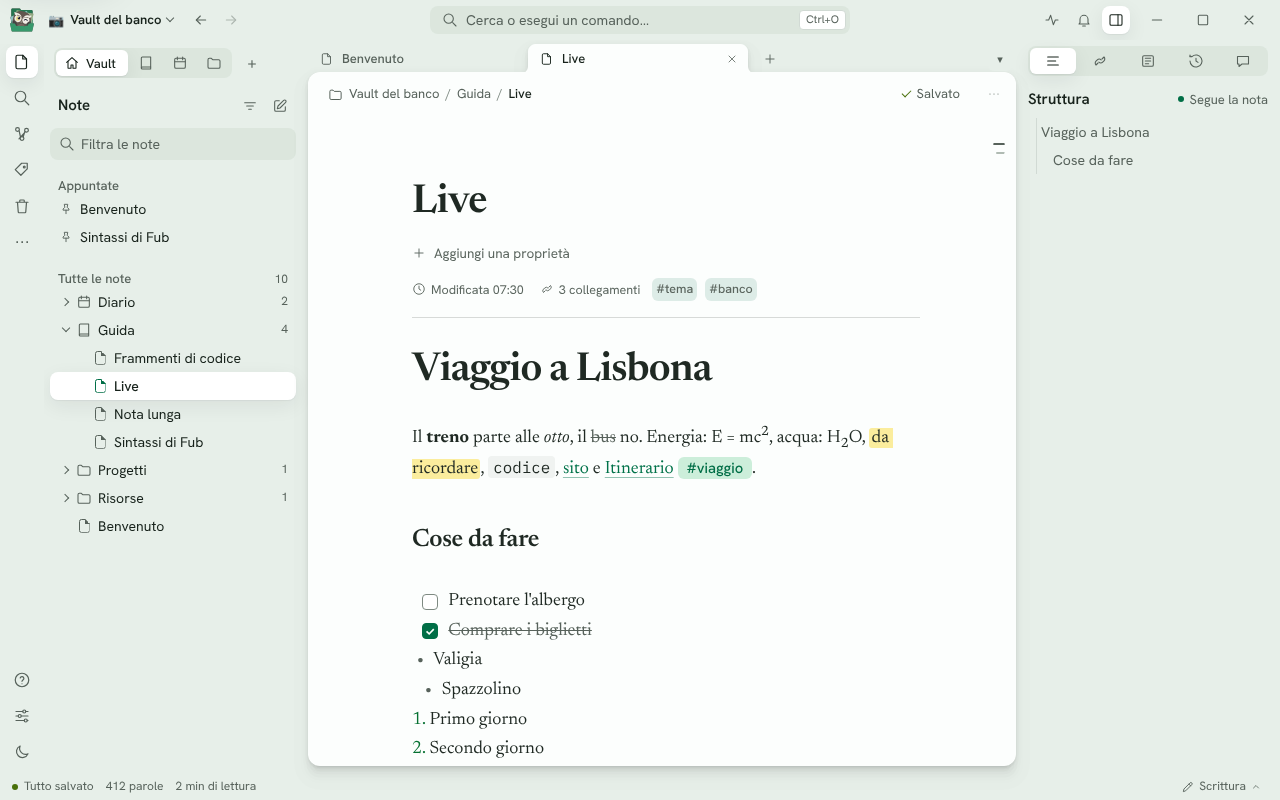 Vault del banco
Cerca o esegui un comando…
Ctrl+O
Vault
Benvenuto
Live
Note
Filtra le note
Appuntate
Benvenuto
Sintassi di Fub
Tutte le note 10
Diario 2
Guida 4
Frammenti di codice
Live
Nota lunga
Sintassi di Fub
Progetti 1
Risorse 1
Benvenuto
Vault del banco / Guida / Live
Salvato
Live
Aggiungi una proprietà
Modificata 07:30 3 collegamenti #tema #banco
Viaggio a Lisbona
Il treno parte alle otto, il bus no. Energia: E = mc2, acqua: H2O, da
ricordare, codice, sito e Itinerario #viaggio.
Cose da fare
Prenotare l'albergo
Comprare i biglietti
• Valigia
• Spazzolino
1. Primo giorno
2. Secondo giorno
Struttura
Segue la nota
Viaggio a Lisbona
Cose da fare
Tutto salvato 412 parole 2 min di lettura
Scrittura